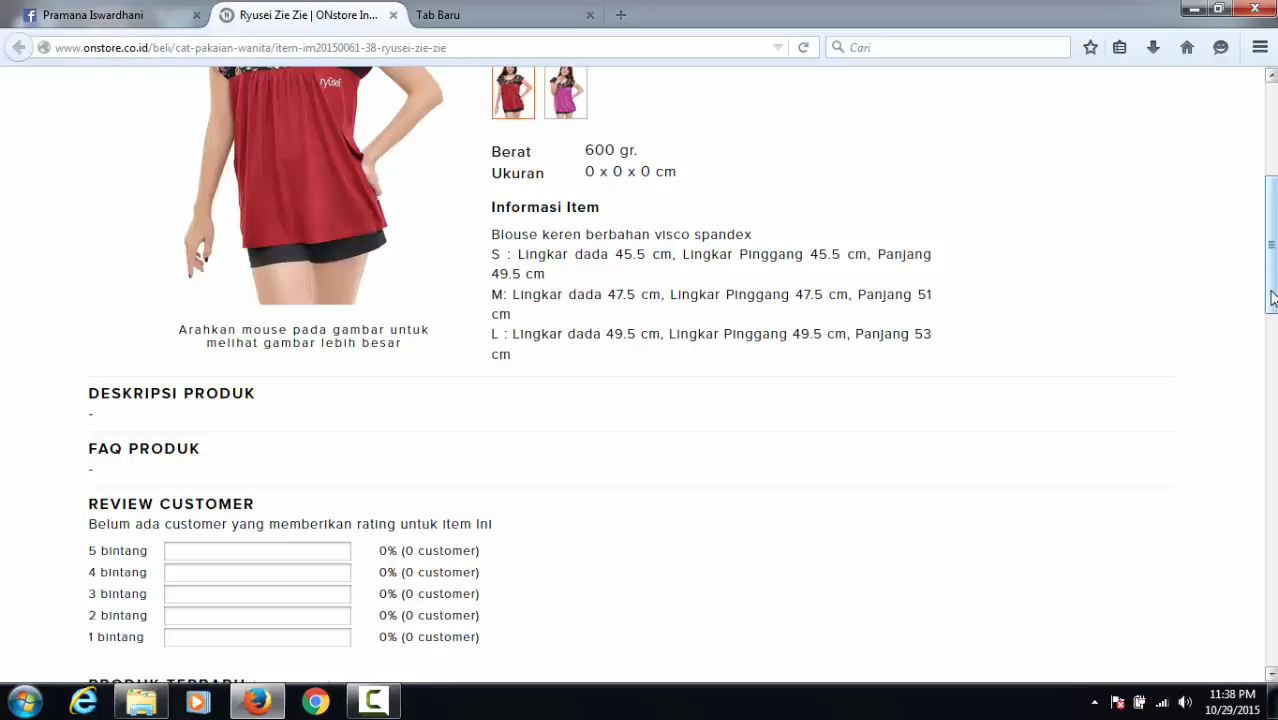 Pramana Iswardhani
Ryusei Zie Zie | ONstore In...
Tab Baru
www.onstore.co.id/beli/cat-pakaian-wanita/item-im20150061-38-ryusei-zie-zie
Cari
ryusei
Berat 600 gr.
Ukuran 0 x 0 x 0 cm
Informasi Item
Blouse keren berbahan visco spandex
S : Lingkar dada 45.5 cm, Lingkar Pinggang 45.5 cm, Panjang
49.5 cm
M: Lingkar dada 47.5 cm, Lingkar Pinggang 47.5 cm, Panjang 51
cm
L : Lingkar dada 49.5 cm, Lingkar Pinggang 49.5 cm, Panjang 53
cm
Arahkan mouse pada gambar untuk
melihat gambar lebih besar
DESKRIPSI PRODUK
-
FAQ PRODUK
-
REVIEW CUSTOMER
Belum ada customer yang memberikan rating untuk item ini
5 bintang 0% (0 customer)
4 bintang 0% (0 customer)
3 bintang 0% (0 customer)
2 bintang 0% (0 customer)
1 bintang 0% (0 customer)
PRODUK TERBARU
11:38 PM
10/29/2015